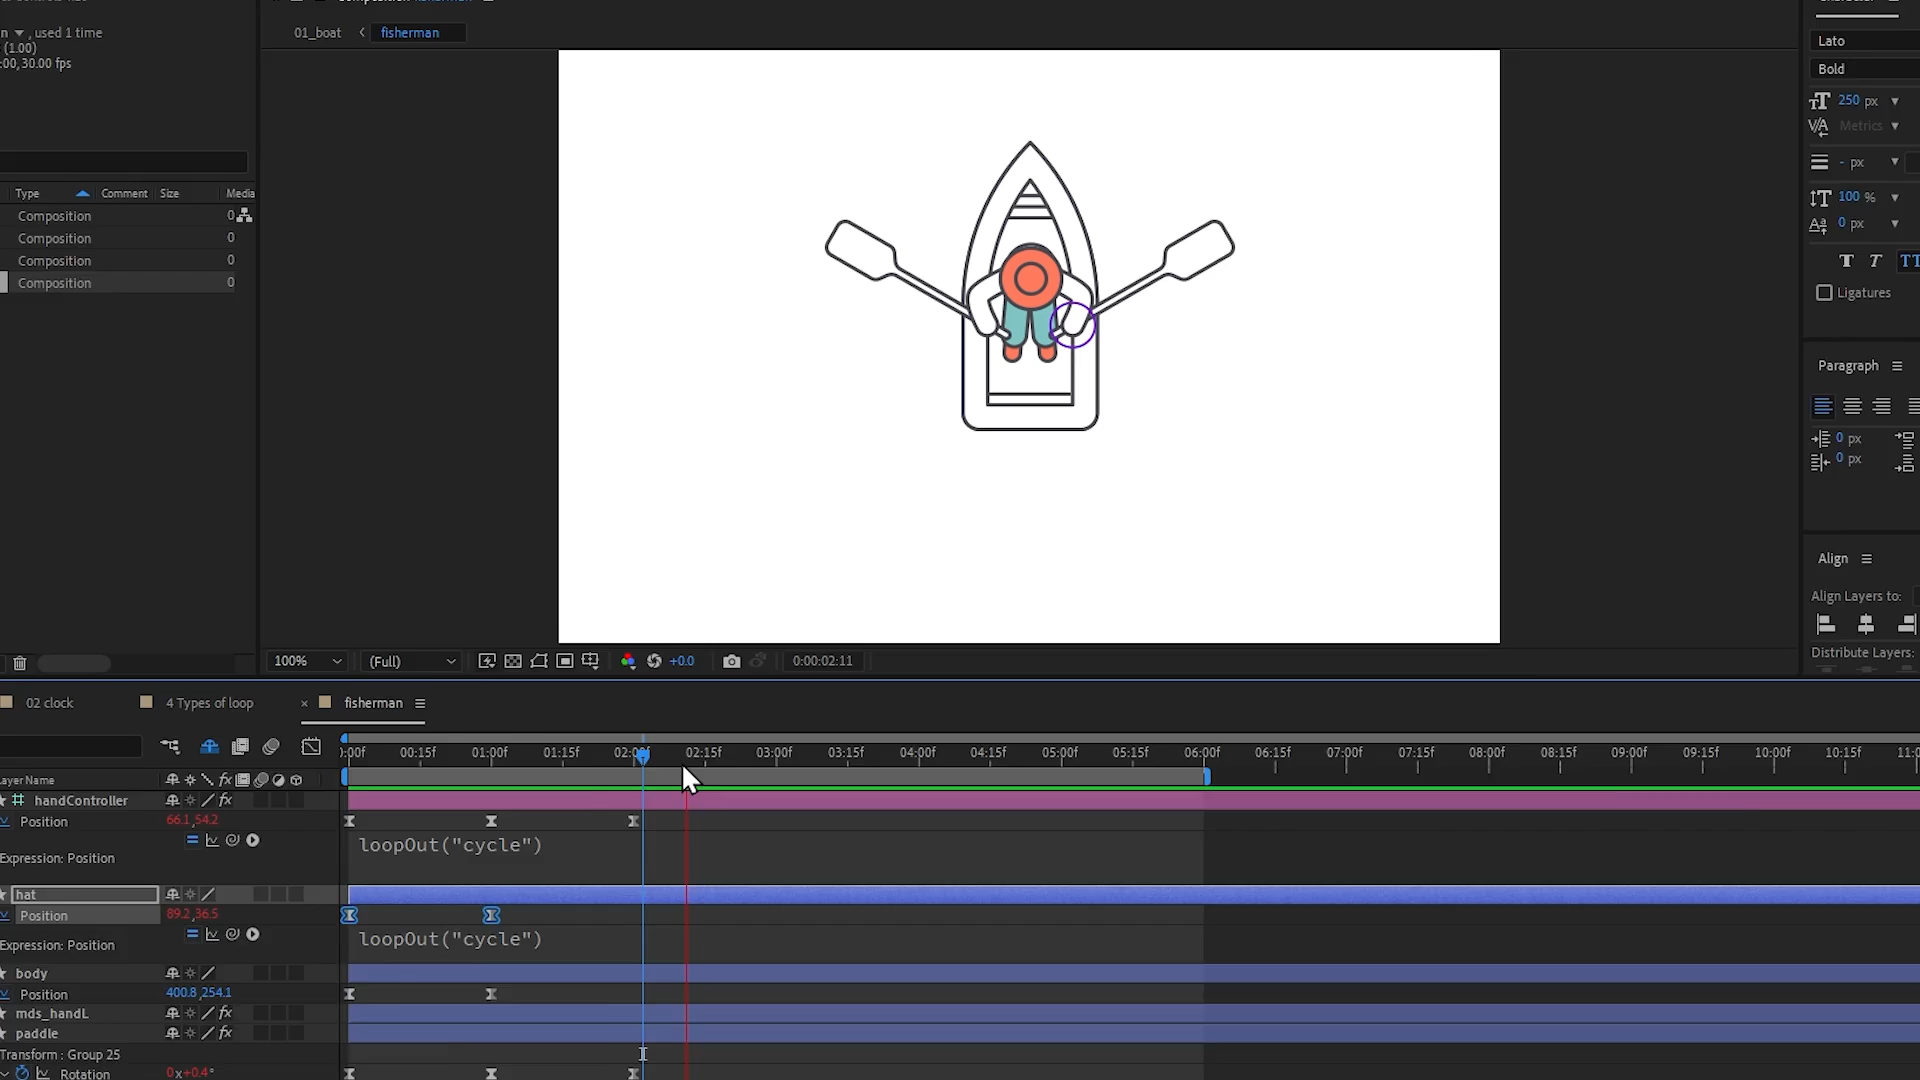 n , used 1 time
(1.00)
:00, 30.00 fps
01_boat
fisherman
Lato
Bold
250 px
Metrics
- px
100 %
0 px
Ligatures
Type Comment Size Media
Composition 0
Composition 0
Composition 0
Composition 0
Paragraph
0 px
0 px
Align
Align Layers to:
Distribute Layers:
100% (Full) +0.0 0:00:02:11
02 clock
4 Types of loop
fisherman
):00f 00:15f 01:00f 01:15f 02:00f 02:15f 03:00f 03:15f 04:00f 04:15f 05:00f 05:15f 06:00f 06:15f 07:00f 07:15f 08:00f 08:15f 09:00f 09:15f 10:00f 10:15f 11:0
ayer Name fx
handController fx
Position 66.1,54.2
loopOut("cycle")
Expression: Position
hat
Position 89.2,36.5
loopOut("cycle")
Expression: Position
body
Position 400.8,254.1
mds_handL fx
paddle fx
Transform : Group 25
Rotation 0x+0.4°